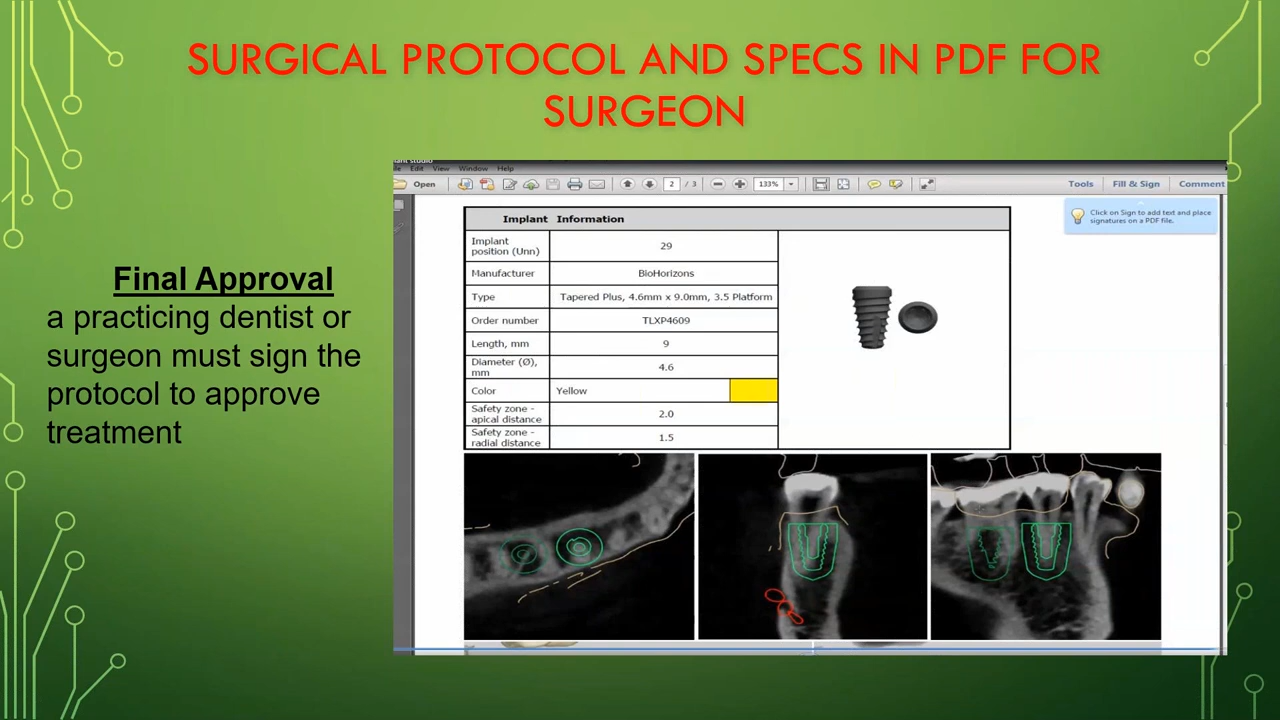 SURGICAL PROTOCOL AND SPECS IN PDF FOR
SURGEON
Final Approval
a practicing dentist or
surgeon must sign the
protocol to approve
treatment
Edit View Window Help
Open
2 / 3
133%
Tools Fill & Sign Comment
Click on Sign to add text and place
signatures on a PDF file.
Implant Information
Implant
position (Unn)
29
Manufacturer
BioHorizons
Type
Tapered Plus, 4.6mm x 9.0mm, 3.5 Platform
Order number
TLXP4609
Length, mm
9
Diameter (Ø),
mm
4.6
Color
Yellow
Safety zone -
apical distance
2.0
Safety zone -
radial distance
1.5